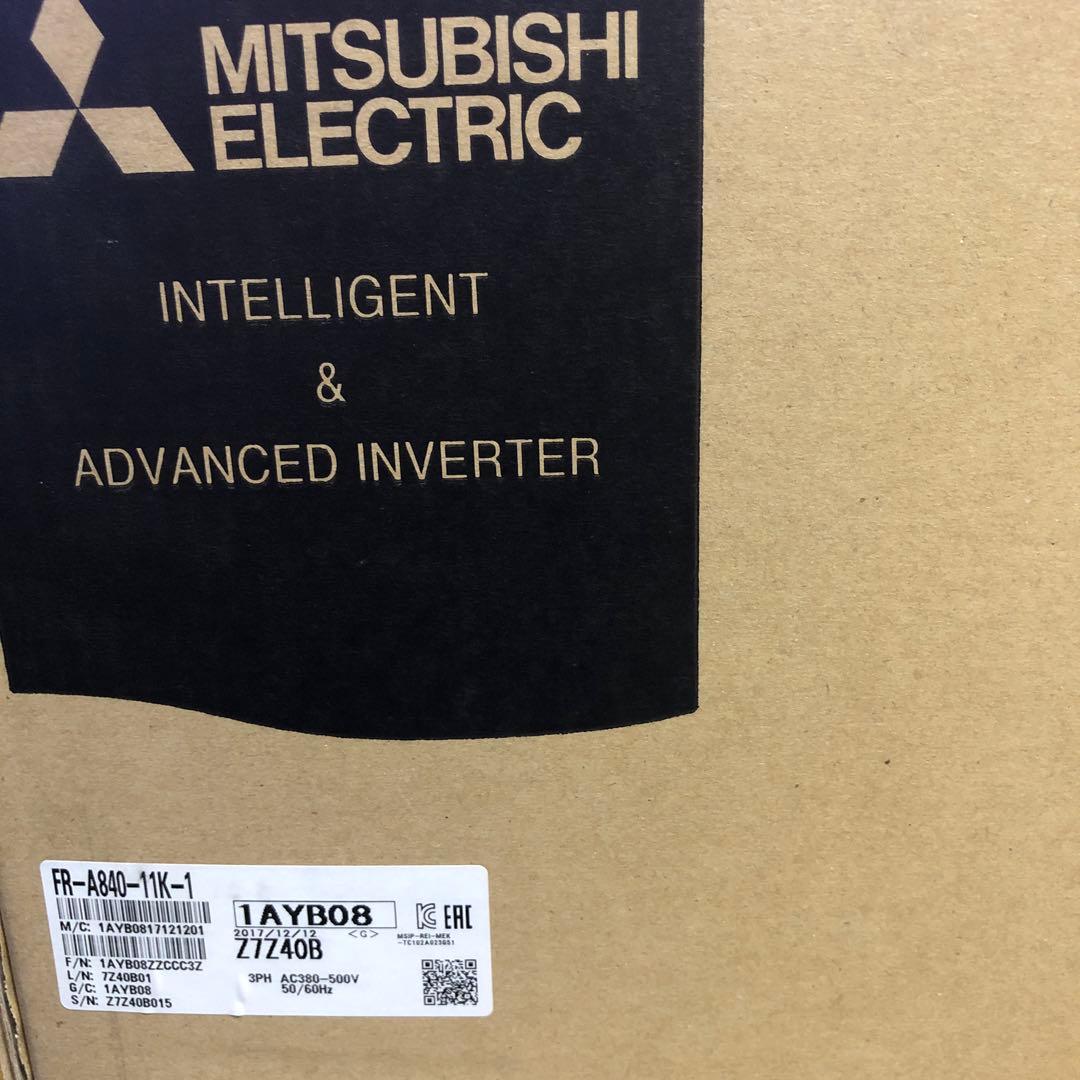 MITSUBISHI
ELECTRIC
INTELLIGENT
&
ADVANCED INVERTER
FR-A840-11K-1
M/C: 1AYB0817121201
F/N: 1AYB08ZZCCC3Z
L/N: 7Z40B01
G/C: 1AYB08
S/N: Z7Z40B015
1AYB08
2017/12/12 <G>
Z7Z40B
3PH AC380-500V
50/60Hz
EAC
MSIP-REI-MEK
-TC102A023G51